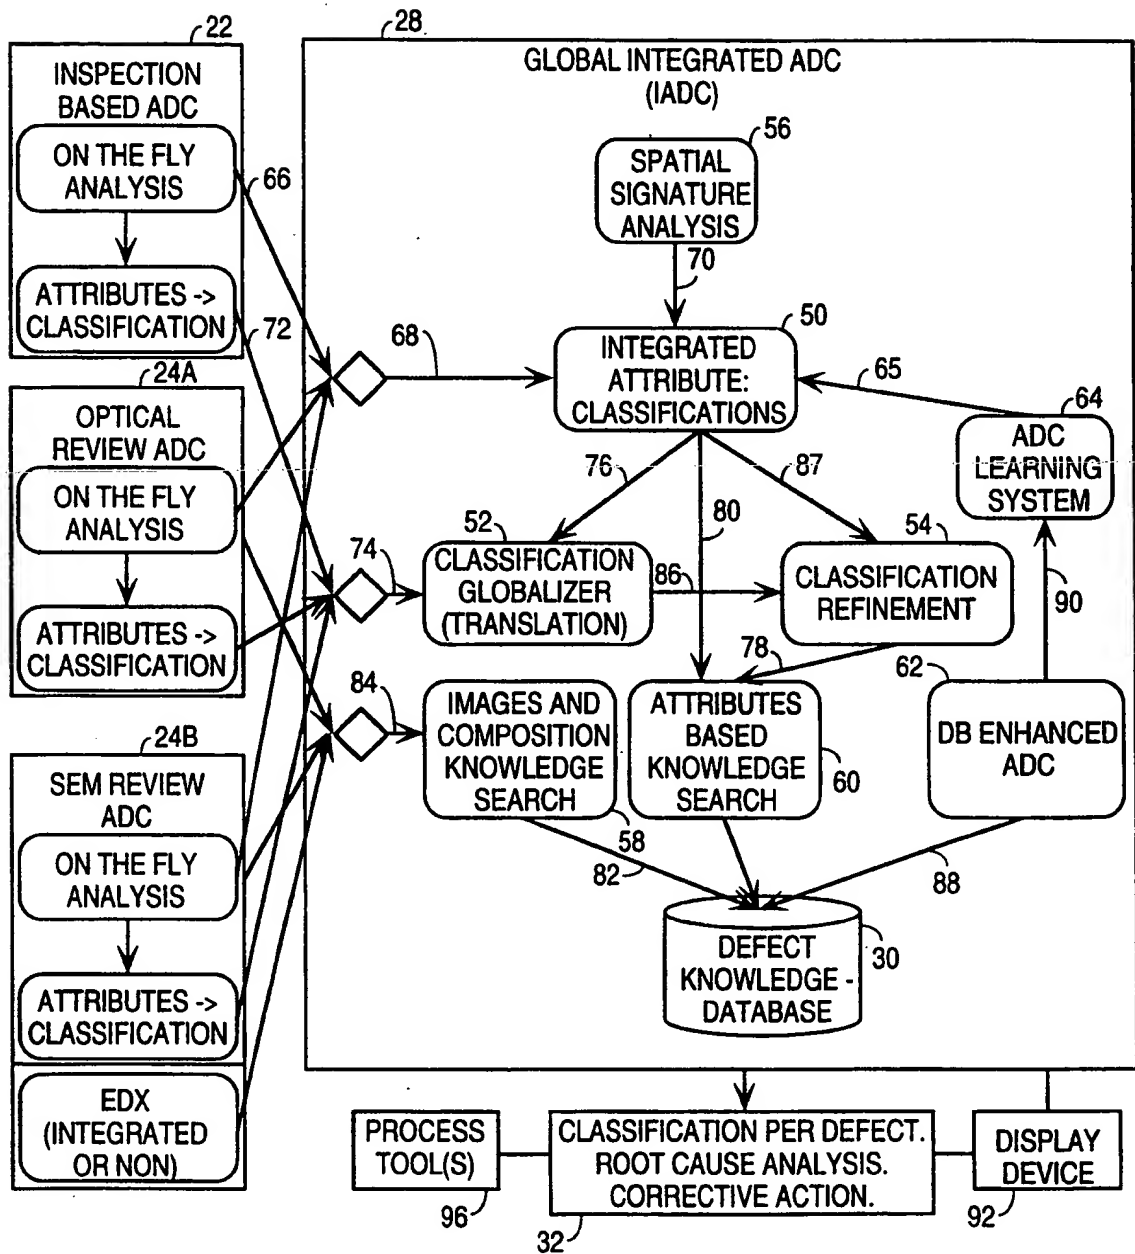 22
INSPECTION
BASED ADC
ON THE FLY
ANALYSIS
ATTRIBUTES ->
CLASSIFICATION
66
72
24A
OPTICAL
REVIEW ADC
ON THE FLY
ANALYSIS
ATTRIBUTES ->
CLASSIFICATION
24B
SEM REVIEW
ADC
ON THE FLY
ANALYSIS
ATTRIBUTES ->
CLASSIFICATION
EDX
(INTEGRATED
OR NON)
28
GLOBAL INTEGRATED ADC
(IADC)
56
SPATIAL
SIGNATURE
ANALYSIS
70
50
68
INTEGRATED
ATTRIBUTE:
CLASSIFICATIONS
65
64
ADC
LEARNING
SYSTEM
76
87
80
52
54
74
CLASSIFICATION
GLOBALIZER
(TRANSLATION)
86
CLASSIFICATION
REFINEMENT
90
78
62
84
IMAGES AND
COMPOSITION
KNOWLEDGE
SEARCH
58
ATTRIBUTES
BASED
KNOWLEDGE
SEARCH
60
DB ENHANCED
ADC
82
88
DEFECT
KNOWLEDGE -
DATABASE
30
PROCESS
TOOL(S)
96
CLASSIFICATION PER DEFECT.
ROOT CAUSE ANALYSIS.
CORRECTIVE ACTION.
32
DISPLAY
DEVICE
92